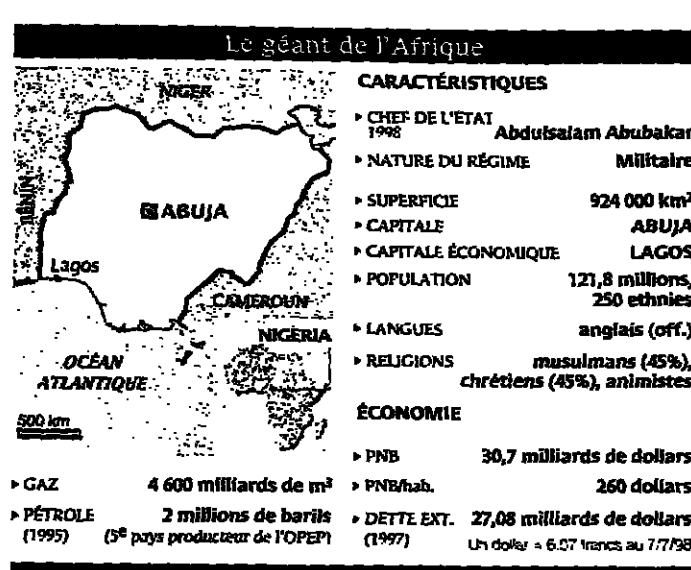 Le géant de l'Afrique
NIGER
BÉNIN
ABUJA
Lagos
CAMEROUN
NIGÉRIA
OCÉAN
ATLANTIQUE
500 km
▸ GAZ 4 600 milliards de m³
▸ PÉTROLE 2 millions de barils
(1995) (5e pays producteur de l'OPEP)
CARACTÉRISTIQUES
▸ CHEF DE L'ÉTAT
1998 Abdulsalam Abubakar
▸ NATURE DU RÉGIME Militaire
▸ SUPERFICIE 924 000 km²
▸ CAPITALE ABUJA
▸ CAPITALE ÉCONOMIQUE LAGOS
▸ POPULATION 121,8 millions,
250 ethnies
▸ LANGUES anglais (off.)
▸ RELIGIONS musulmans (45%),
chrétiens (45%), animistes
ÉCONOMIE
▸ PNB 30,7 milliards de dollars
▸ PNB/hab. 260 dollars
▸ DETTE EXT. 27,08 milliards de dollars
(1997) Un dollar = 6.07 francs au 7/7/98